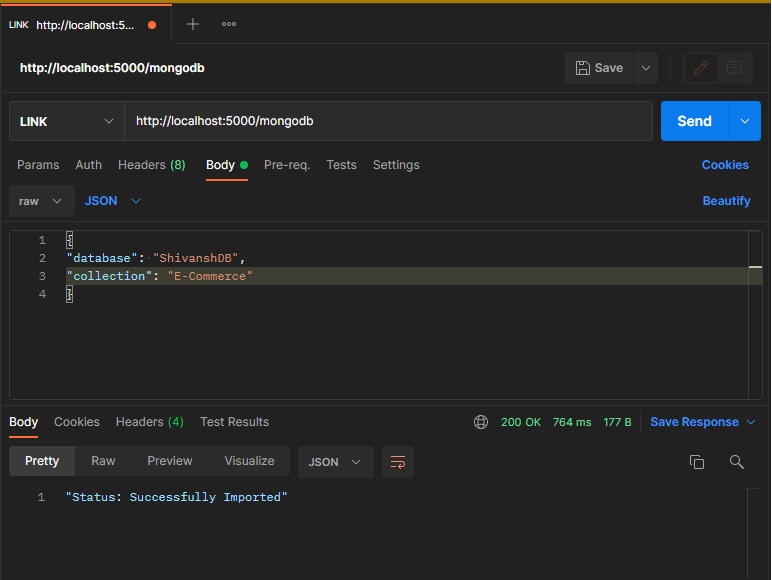 LINK http://localhost:5...
http://localhost:5000/mongodb
Save
LINK http://localhost:5000/mongodb Send
Params Auth Headers (8) Body Pre-req. Tests Settings Cookies
raw JSON Beautify
1 {
2 "database": "ShivanshDB",
3 "collection": "E-Commerce"
4 }
Body Cookies Headers (4) Test Results 200 OK 764 ms 177 B Save Response
Pretty Raw Preview Visualize JSON
1 "Status: Successfully Imported"